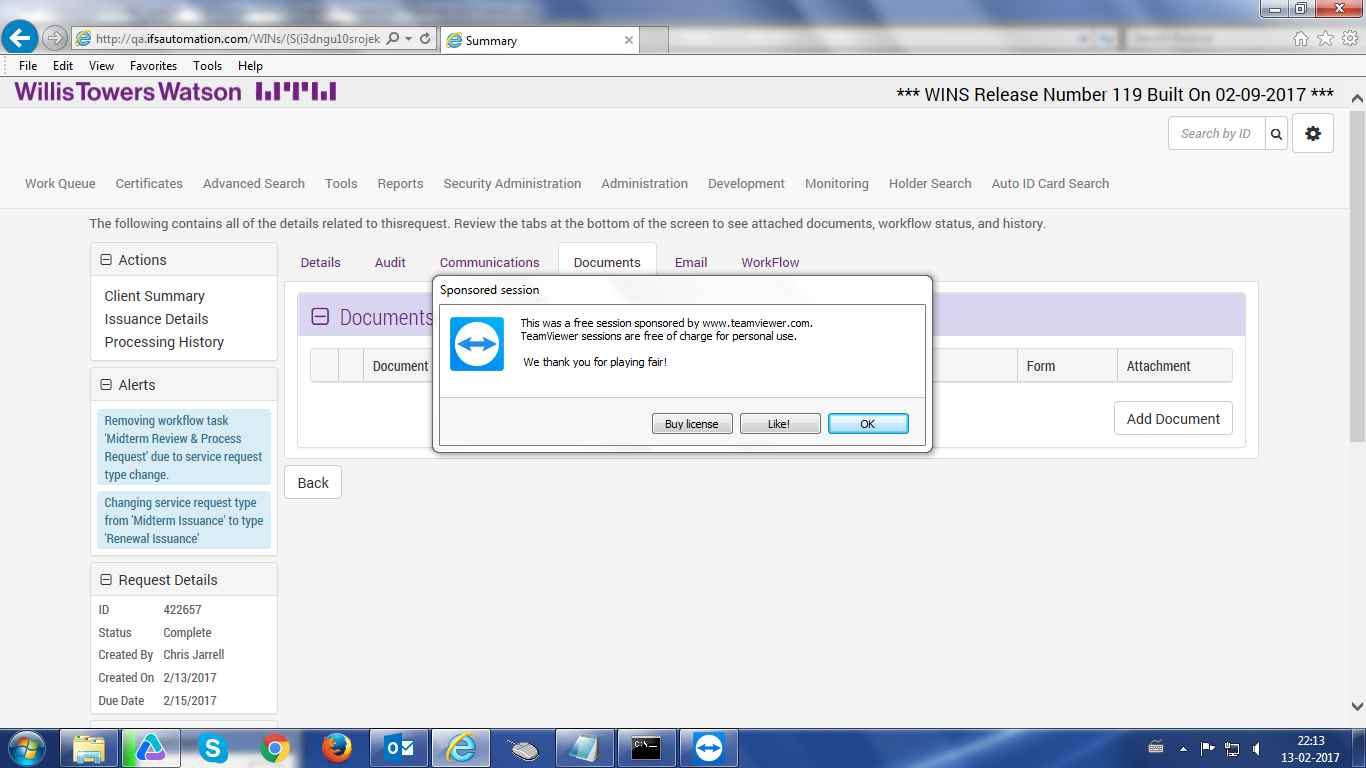 http://qa.ifsautomation.com/WINs/(S(i3dngu10srojek
Summary
File Edit View Favorites Tools Help
WillisTowersWatson
*** WINS Release Number 119 Built On 02-09-2017 ***
Search by ID
Work Queue Certificates Advanced Search Tools Reports Security Administration Administration Development Monitoring Holder Search Auto ID Card Search
The following contains all of the details related to thisrequest. Review the tabs at the bottom of the screen to see attached documents, workflow status, and history.
Actions
Client Summary
Issuance Details
Processing History
Alerts
Removing workflow task
'Midterm Review & Process
Request' due to service request
type change.
Changing service request type
from 'Midterm Issuance' to type
'Renewal Issuance'
Request Details
ID 422657
Status Complete
Created By Chris Jarrell
Created On 2/13/2017
Due Date 2/15/2017
Details Audit Communications Documents Email WorkFlow
Documents
Document Form Attachment
Add Document
Back
Sponsored session
This was a free session sponsored by www.teamviewer.com.
TeamViewer sessions are free of charge for personal use.
We thank you for playing fair!
Buy license Like! OK
C:\_
22:13
13-02-2017